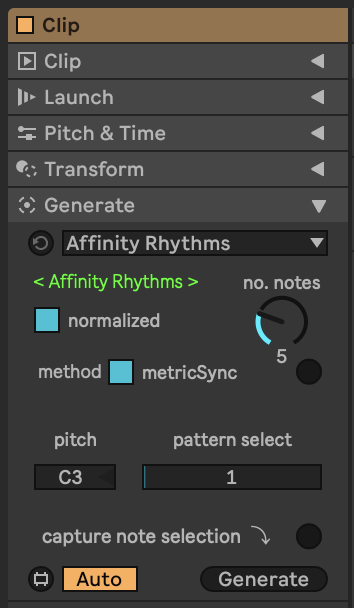 Clip
Clip
Launch
Pitch & Time
Transform
Generate
Affinity Rhythms
< Affinity Rhythms >
no. notes
normalized
5
method metricSync
pitch pattern select
C3 1
capture note selection
Auto Generate